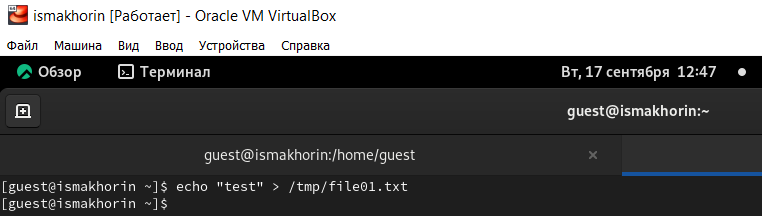 ismakhorin [Работает] - Oracle VM VirtualBox
Файл Машина Вид Ввод Устройства Справка
Обзор Терминал Вт, 17 сентября 12:47
guest@ismakhorin:~
guest@ismakhorin:/home/guest ×
[guest@ismakhorin ~]$ echo "test" > /tmp/file01.txt
[guest@ismakhorin ~]$